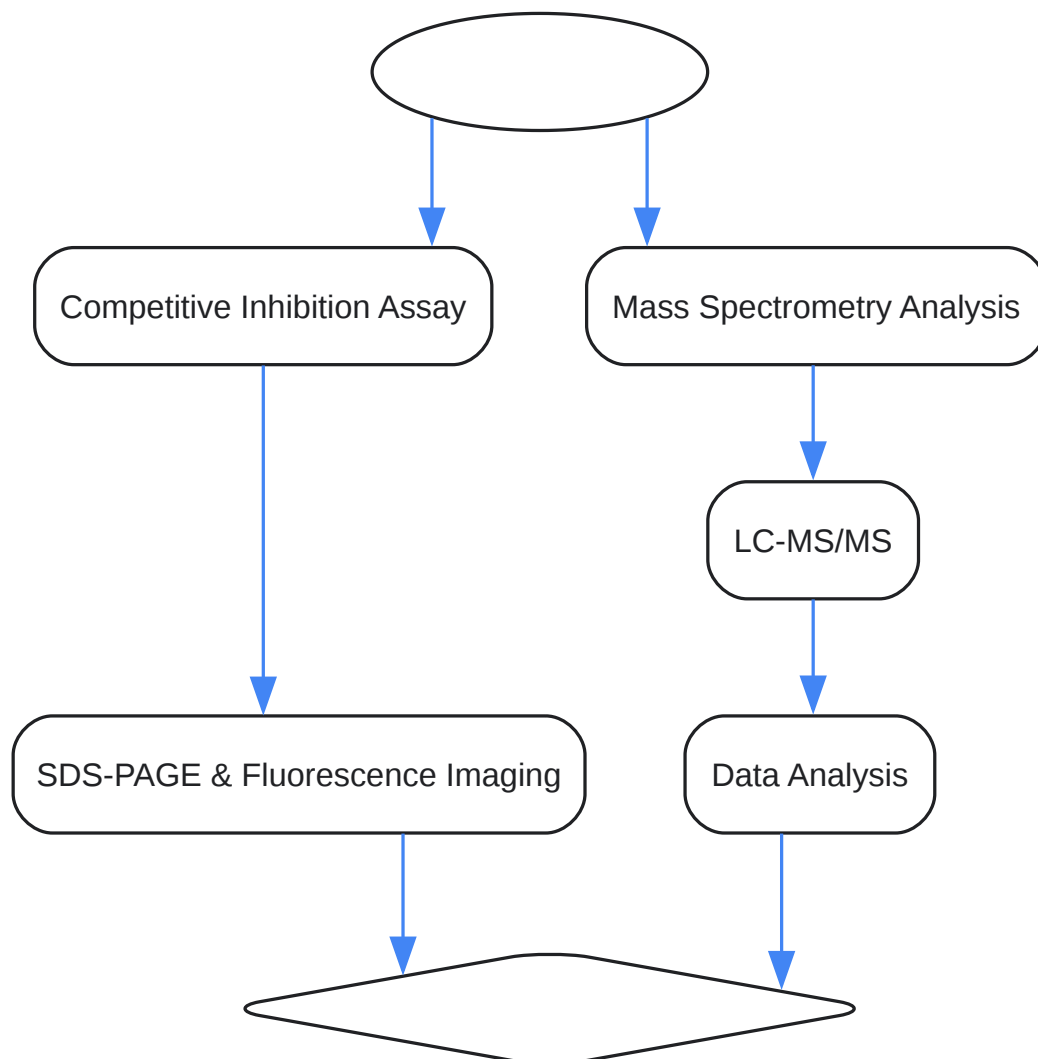 Competitive Inhibition Assay
Mass Spectrometry Analysis
LC-MS/MS
SDS-PAGE & Fluorescence Imaging
Data Analysis